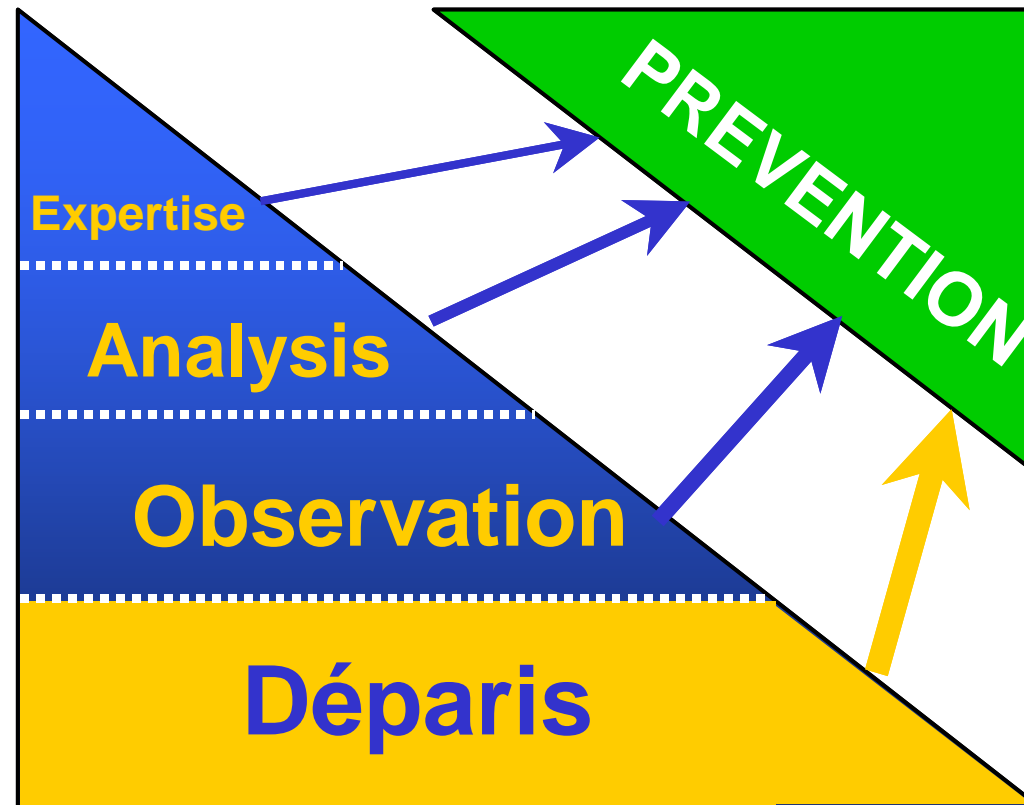 PREVENTION
Expertise
Analysis
Observation
Déparis